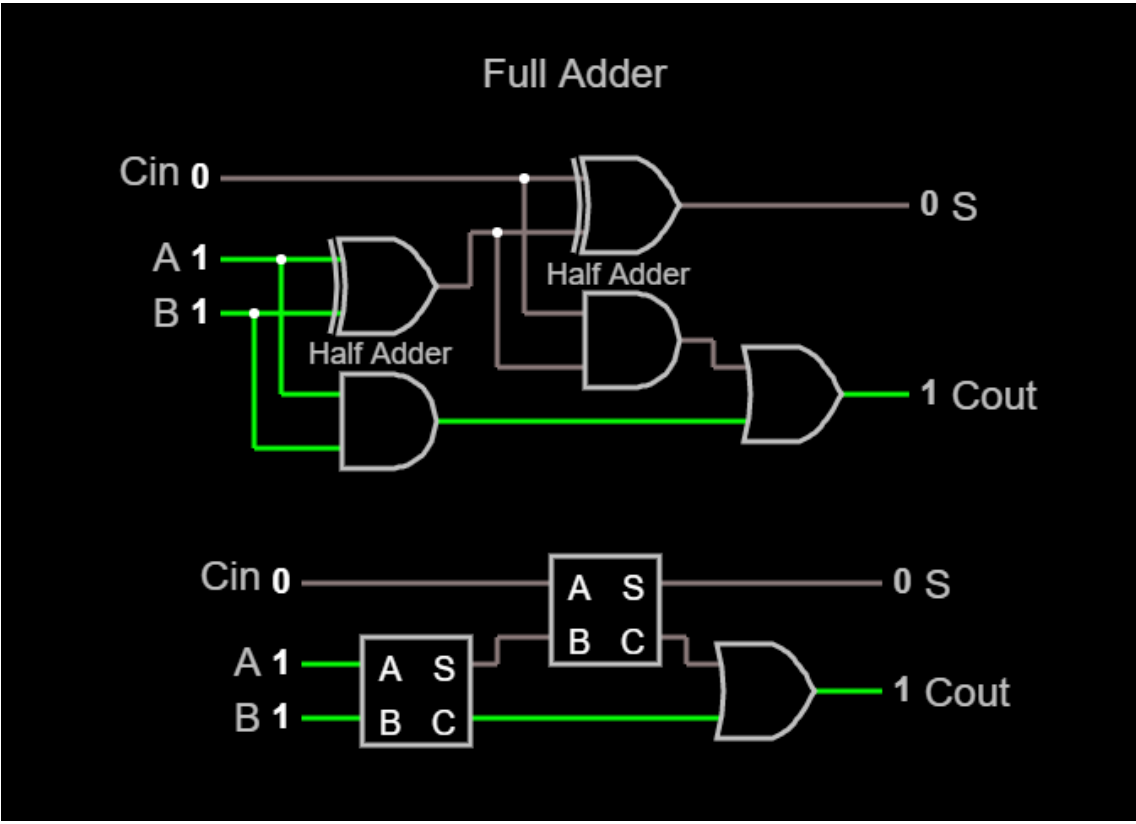 Full Adder
Cin 0
0 S
A 1
Half Adder
B 1
Half Adder
1 Cout
Cin 0
A S
0 S
B C
A 1
A S
1 Cout
B 1
B C